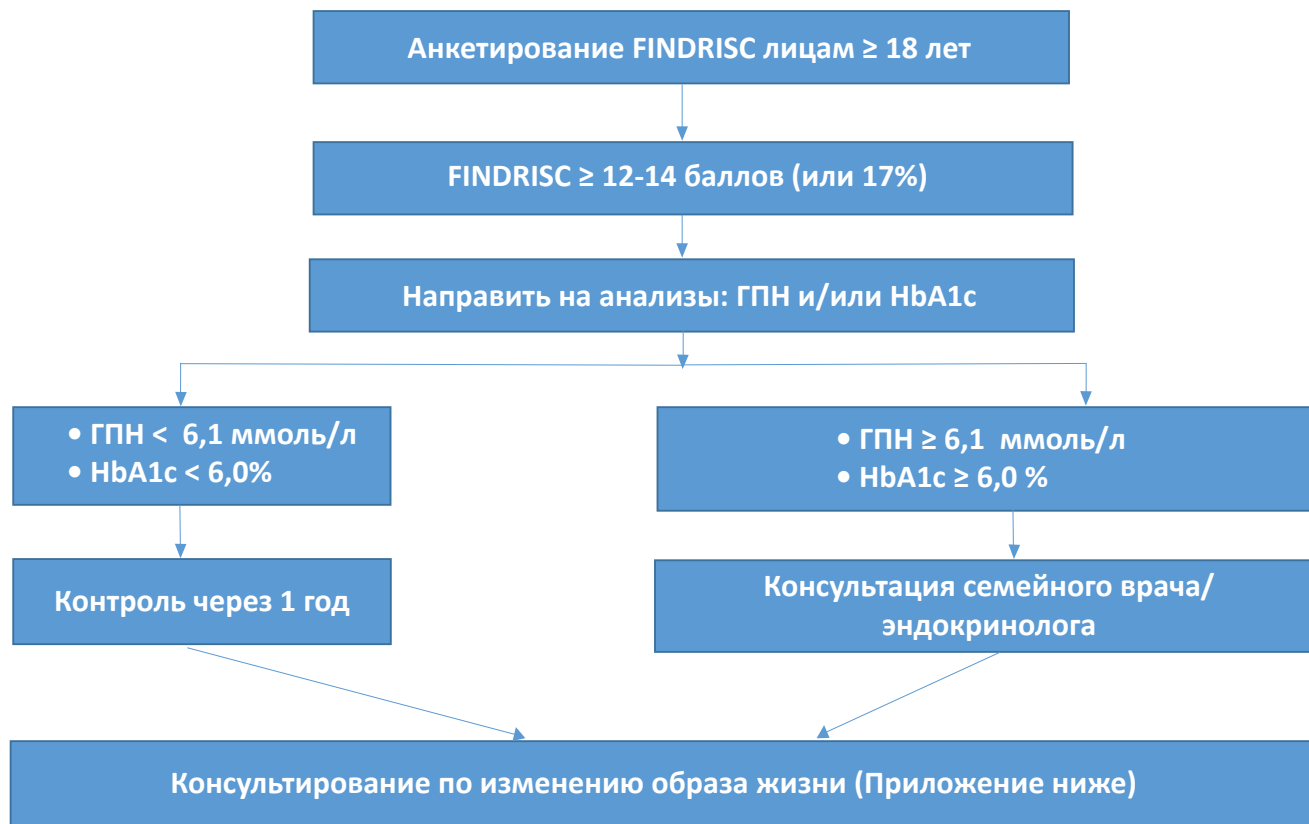 Анкетирование FINDRISC лицам ≥ 18 лет
FINDRISC ≥ 12-14 баллов (или 17%)
Направить на анализы: ГПН и/или HbA1c
• ГПН < 6,1 ммоль/л
• HbA1c < 6,0%
• ГПН ≥ 6,1 ммоль/л
• HbA1c ≥ 6,0 %
Контроль через 1 год
Консультация семейного врача/
эндокринолога
Консультирование по изменению образа жизни (Приложение ниже)